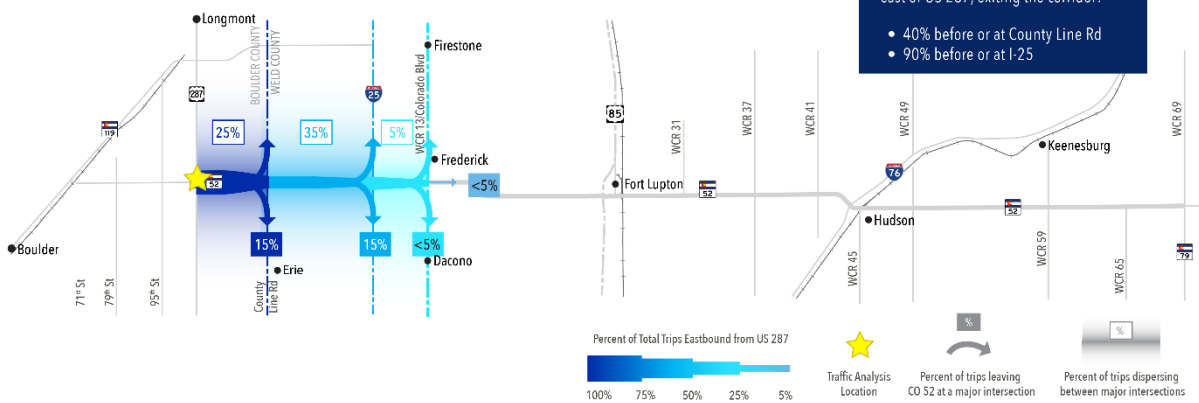 east of US 287, exiting the corridor:
• 40% before or at County Line Rd
• 90% before or at I-25
Longmont
Firestone
BOULDER COUNTY
WELD COUNTY
WCR 13/Colorado Blvd
287
25
119
25%
35%
5%
Frederick
52
<5%
15%
15%
<5%
Boulder
Erie
Dacono
71st St
79th St
95th St
County
Line Rd
85
WCR 31
WCR 37
WCR 41
WCR 49
WCR 69
Keenesburg
76
Fort Lupton
52
52
Hudson
WCR 45
WCR 59
WCR 65
79
Percent of Total Trips Eastbound from US 287
100%
75%
50%
25%
5%
Traffic Analysis
Location
%
Percent of trips leaving
CO 52 at a major intersection
%
Percent of trips dispersing
between major intersections